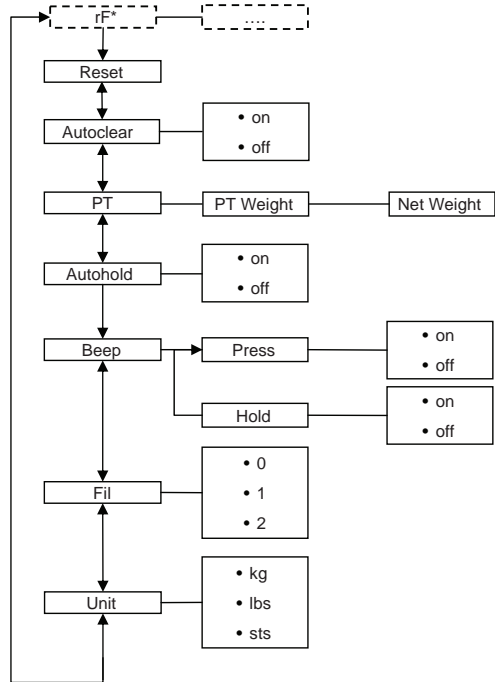 rF*
....
Reset
Autoclear
• on
• off
PT
PT Weight
Net Weight
Autohold
• on
• off
Beep
Press
• on
• off
Hold
• on
• off
Fil
• 0
• 1
• 2
Unit
• kg
• lbs
• sts